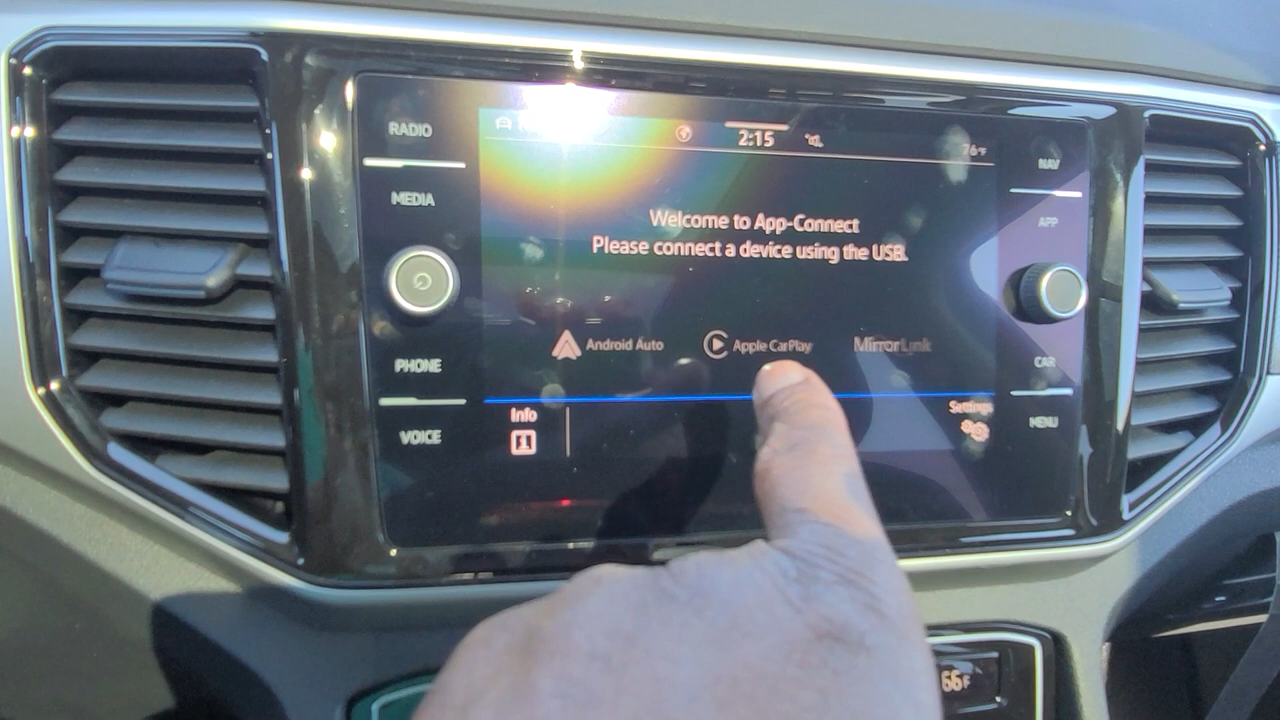 RADIO
MEDIA
PHONE
VOICE
2:15
76°F
Welcome to App-Connect
Please connect a device using the USB.
Android Auto
Apple CarPlay
MirrorLink
Info
Settings
NAV
APP
CAR
MENU
66°F